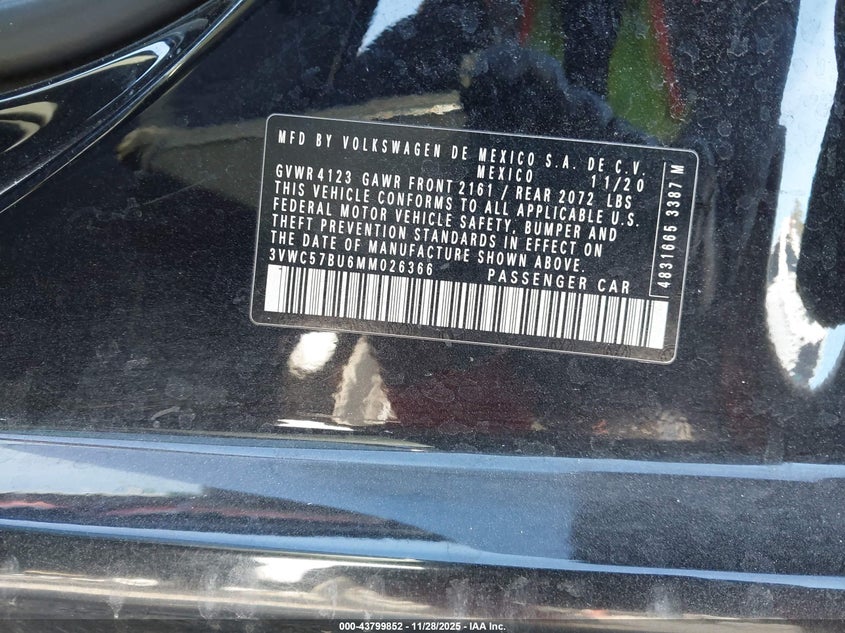 MFD BY VOLKSWAGEN DE MEXICO S.A. DE C.V.
MEXICO 11/20
GVWR 4123 GAWR FRONT 2161 / REAR 2072 LBS
THIS VEHICLE CONFORMS TO ALL APPLICABLE U.S.
FEDERAL MOTOR VEHICLE SAFETY, BUMPER AND
THEFT PREVENTION STANDARDS IN EFFECT ON
THE DATE OF MANUFACTURE SHOWN ABOVE.
3VWC57BU6MM026366 PASSENGER CAR
4831665 3387 M
000-43799852 - 11/28/2025 - IAA Inc.